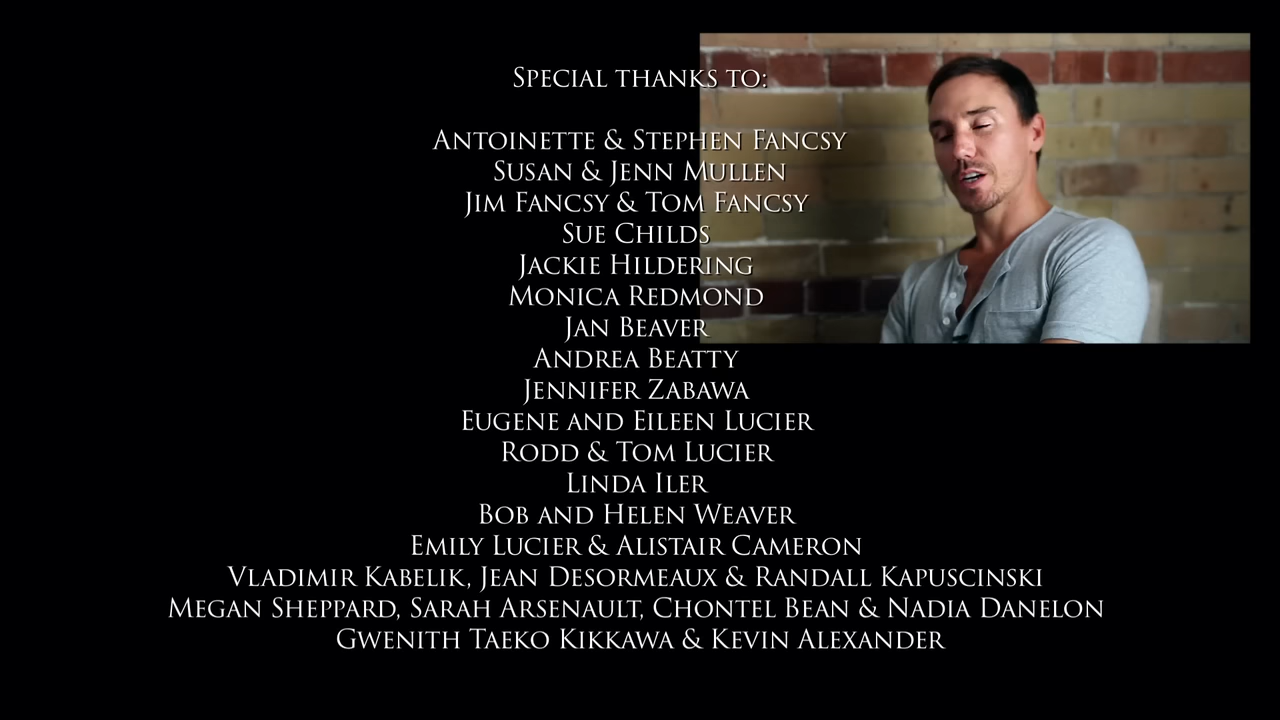 Special thanks to:
Antoinette & Stephen Fancsy
Susan & Jenn Mullen
Jim Fancsy & Tom Fancsy
Sue Childs
Jackie Hildering
Monica Redmond
Jan Beaver
Andrea Beatty
Jennifer Zabawa
Eugene and Eileen Lucier
Rodd & Tom Lucier
Linda Iler
Bob and Helen Weaver
Emily Lucier & Alistair Cameron
Vladimir Kabelik, Jean Desormeaux & Randall Kapuscinski
Megan Sheppard, Sarah Arsenault, Chontel Bean & Nadia Danelon
Gwenith Taeko Kikkawa & Kevin Alexander